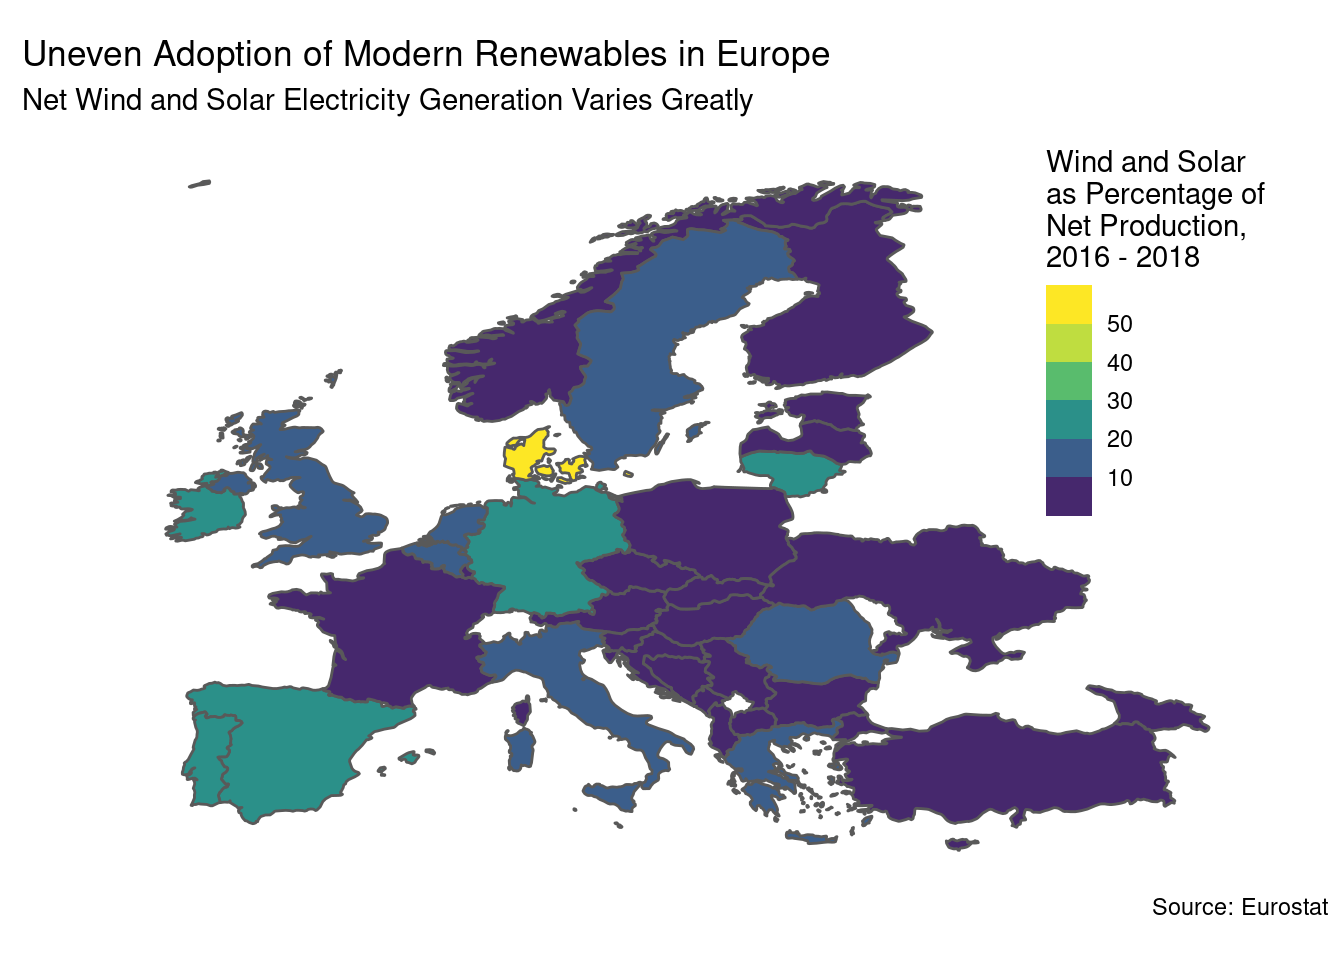 Uneven Adoption of Modern Renewables in Europe
Net Wind and Solar Electricity Generation Varies Greatly
Wind and Solar
as Percentage of
Net Production,
2016 - 2018
50
40
30
20
10
Source: Eurostat